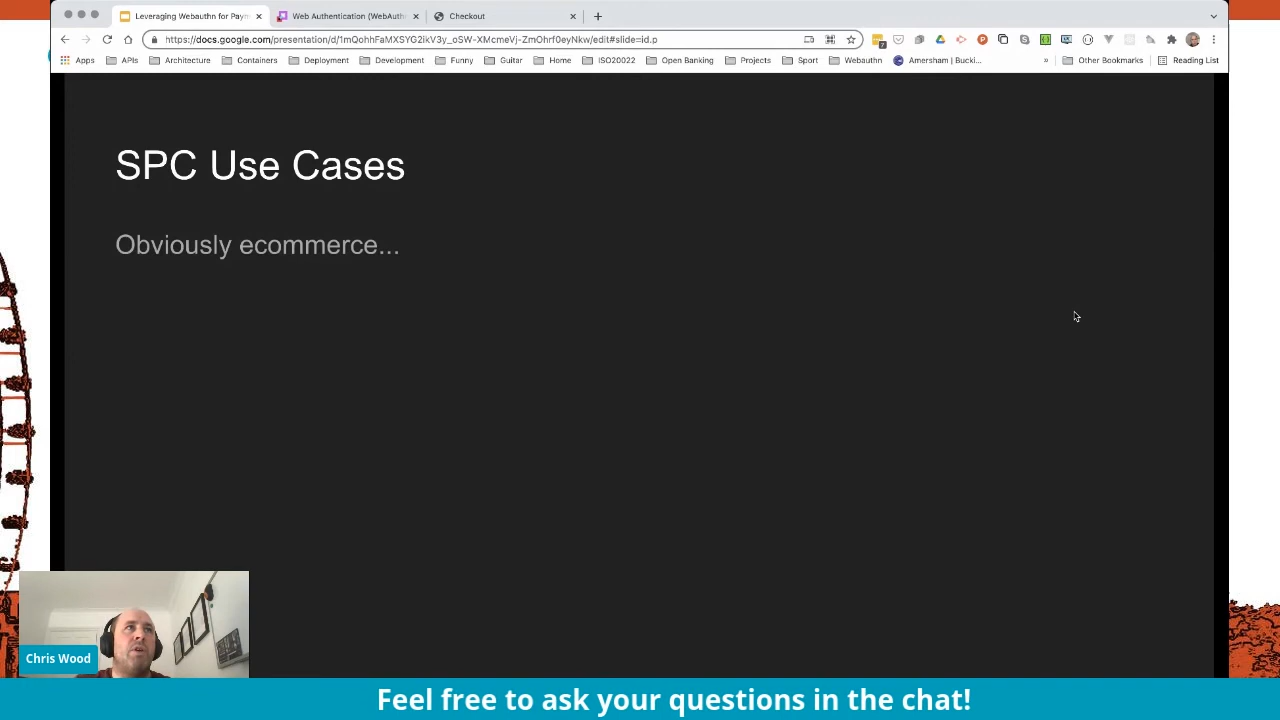 Leveraging Webauthn for Paym
Web Authentication (WebAuth
Checkout
https://docs.google.com/presentation/d/1mQohhFaMXSYG2ikV3y_oSW-XMcmeVj-ZmOhrf0eyNkw/edit#slide=id.p
Apps
APIs
Architecture
Containers
Deployment
Development
Funny
Guitar
Home
ISO20022
Open Banking
Projects
Sport
Webauthn
Amersham | Bucki...
»
Other Bookmarks
Reading List
SPC Use Cases
Obviously ecommerce...
Chris Wood
Feel free to ask your questions in the chat!